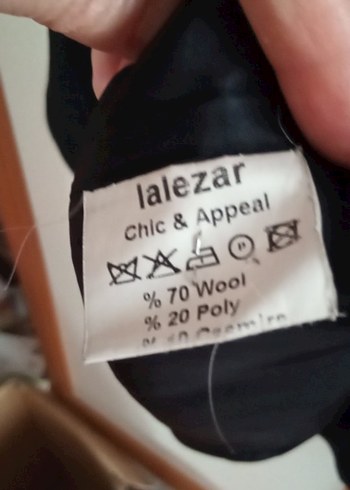 lalezar
Chic & Appeal
% 70 Wool
% 20 Poly